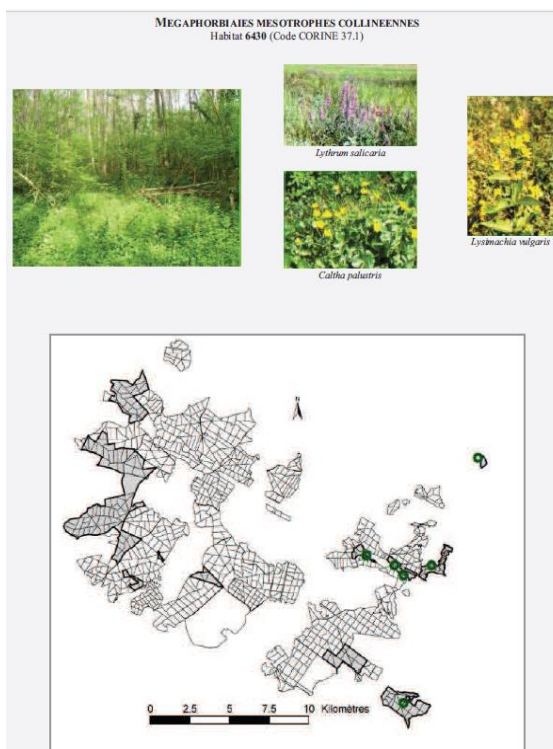 MEGAPHORBIAIES MESOTROPHES COLLINEENNES
Habitat 6430 (Code CORINE 37.1)
Lythrum salicaria
Caltha palustris
Lysimachia vulgaris
N
0 2.5 5 7.5 10 Kilomètres